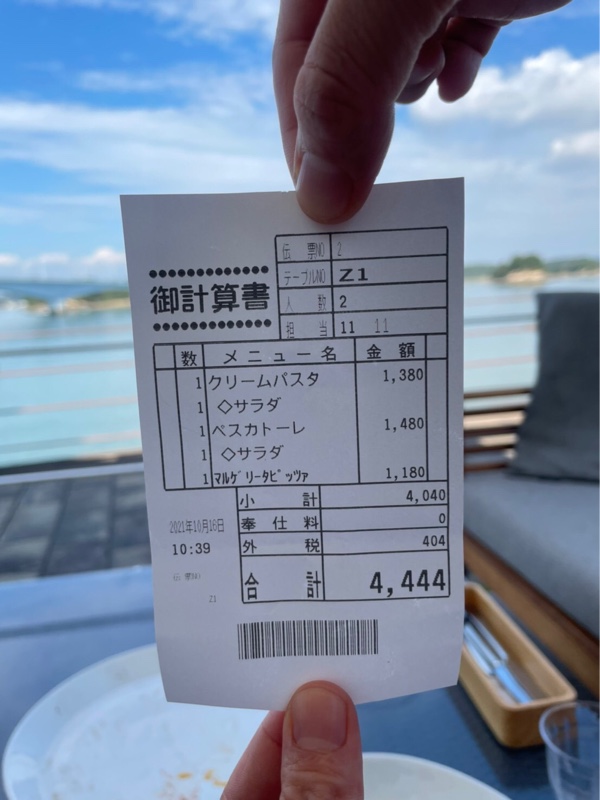 伝票NO 2
テーブルNO Z1
御計算書
人数 2
担当 11 11
数 メニュー名 金額
1 クリームパスタ 1,380
1 ◇サラダ
1 ペスカトーレ 1,480
1 ◇サラダ
1 マルゲリータピッツァ 1,180
小計 4,040
2021年10月16日 奉仕料 0
10:39 外税 404
伝票NO
合計 4,444
Z1